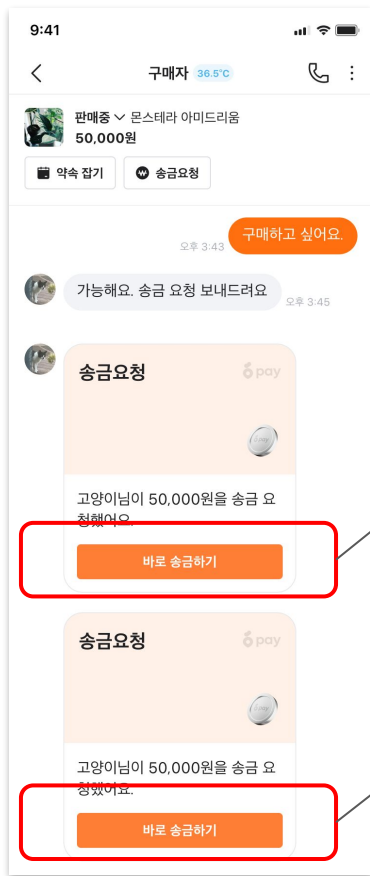 9:41
구매자 36.5°C
판매중 몬스테라 아미드리움
50,000원
약속 잡기 송금요청
구매하고 싶어요.
오후 3:43
가능해요. 송금 요청 보내드려요
오후 3:45
송금요청 pay
고양이님이 50,000원을 송금 요
청했어요.
바로 송금하기
송금요청 pay
고양이님이 50,000원을 송금 요
청했어요.
바로 송금하기